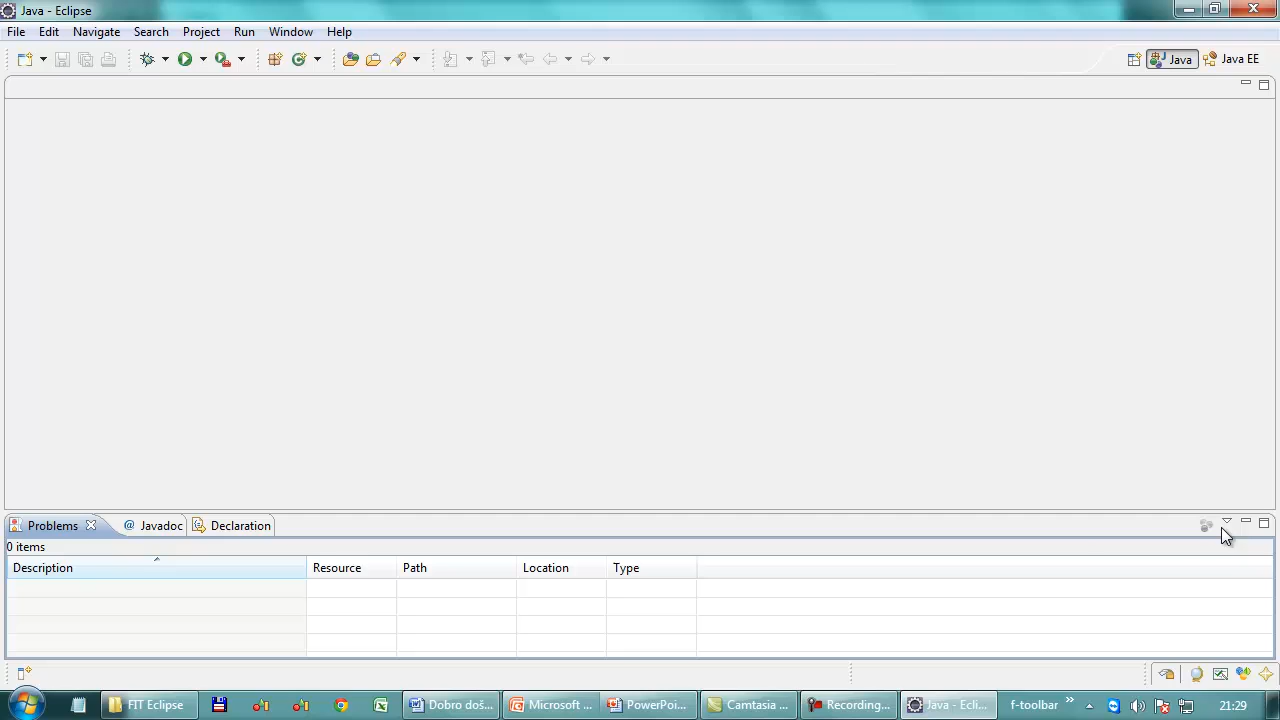 Java - Eclipse
File Edit Navigate Search Project Run Window Help
Java Java EE
Problems @ Javadoc Declaration
0 items
Description Resource Path Location Type
FIT Eclipse Dobro doš... Microsoft ... PowerPoi... Camtasia ... Recording... Java - Ecli... f-toolbar » 21:29